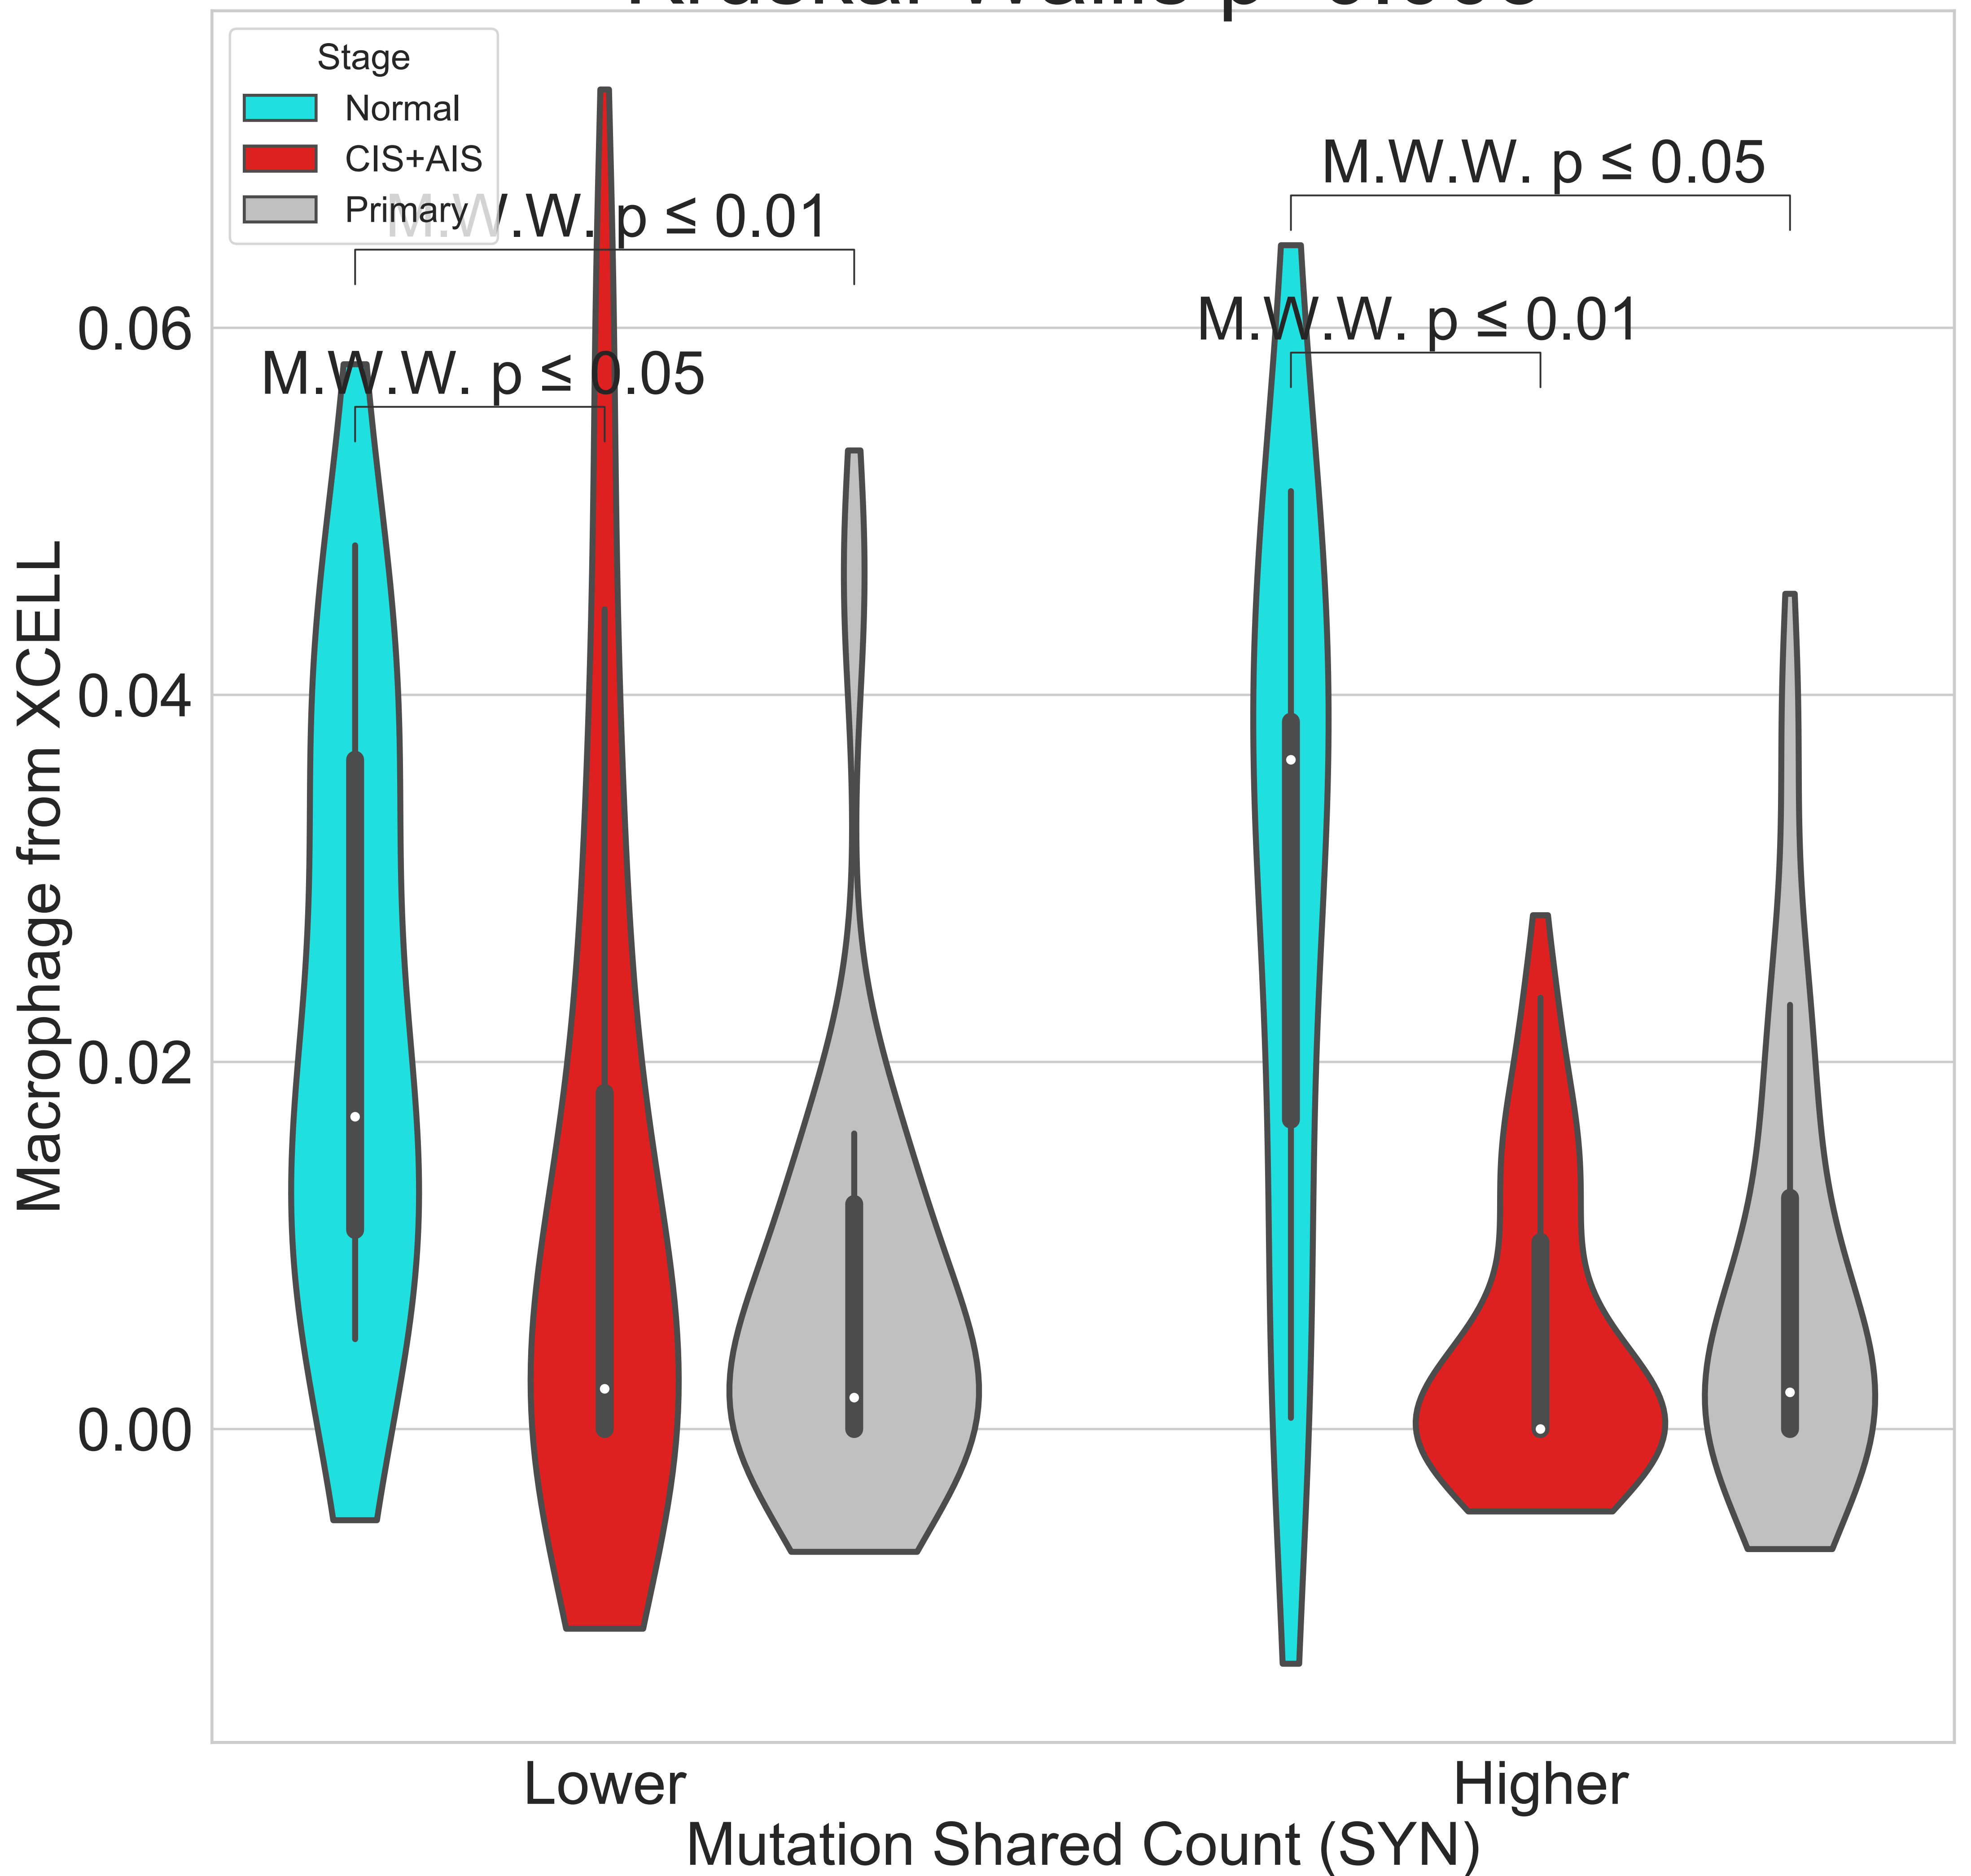 Stage
Normal
CIS+AIS
Primary
M.W.W. p ≤ 0.01
M.W.W. p ≤ 0.05
M.W.W. p ≤ 0.05
M.W.W. p ≤ 0.01
0.06
0.04
0.02
0.00
Macrophage from XCELL
Lower
Higher
Mutation Shared Count (SYN)